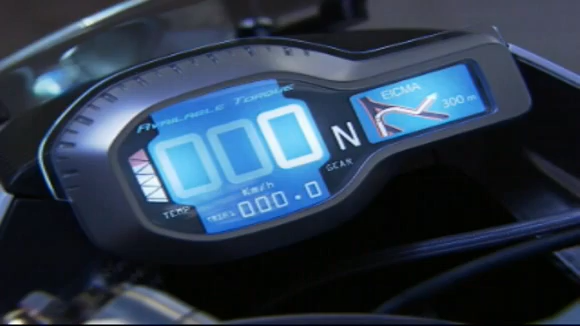 AVAILABLE TORQUE
000
Km/h
TEMP
TRIP1 000.0
N
GEAR
EICMA
300 m